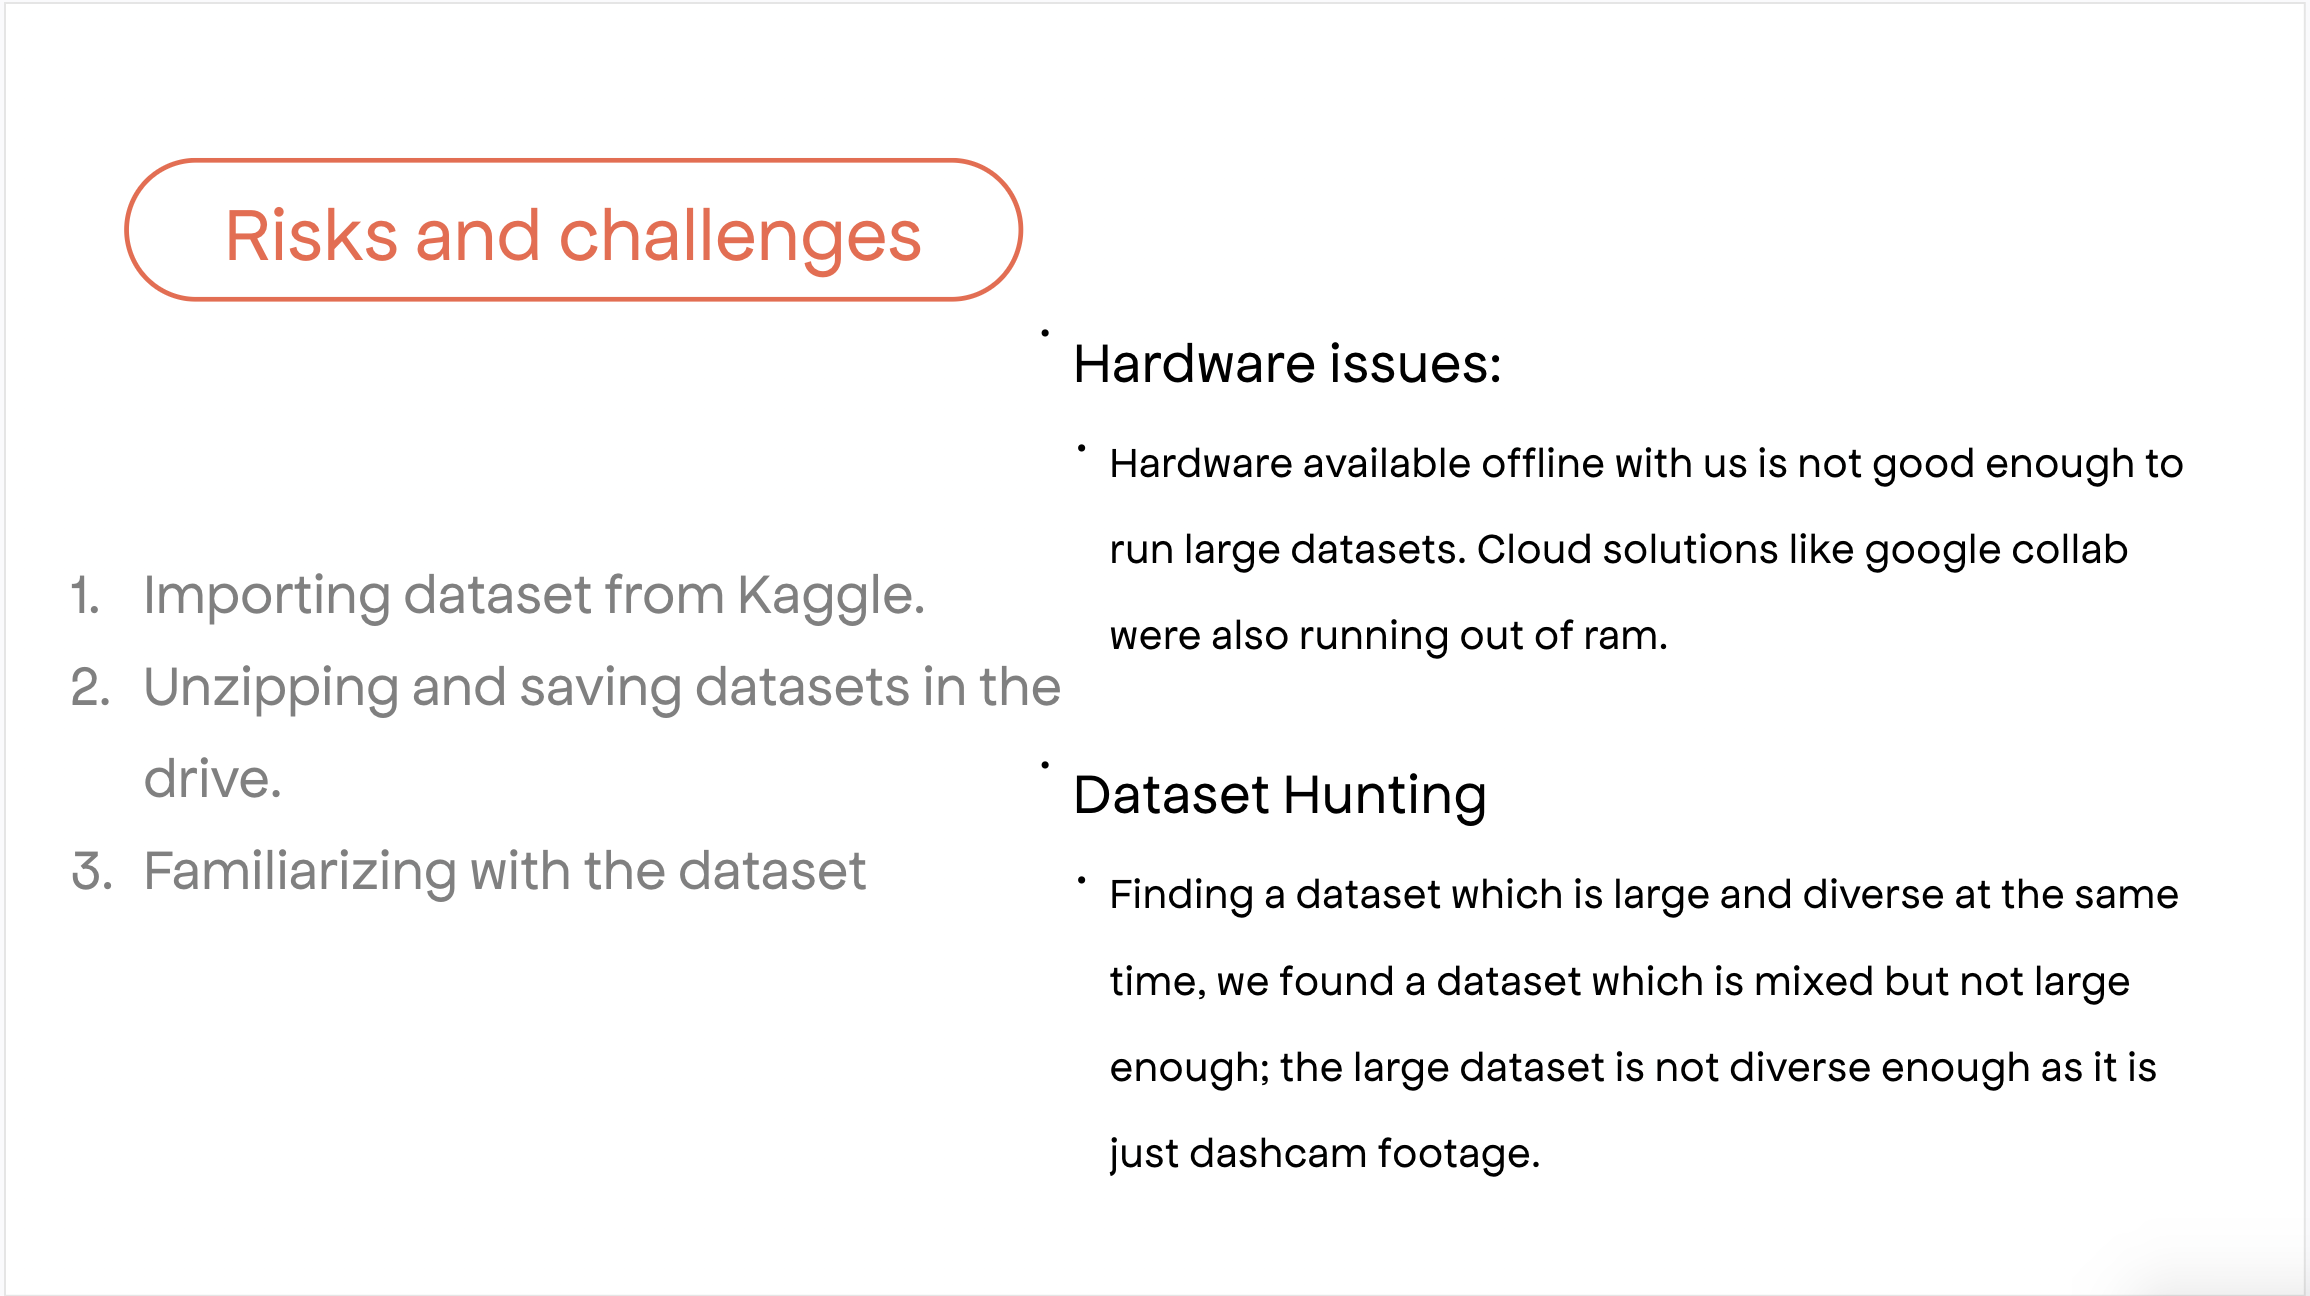 Risks and challenges
1. Importing dataset from Kaggle.
2. Unzipping and saving datasets in the
drive.
3. Familiarizing with the dataset
• Hardware issues:
• Hardware available offline with us is not good enough to
run large datasets. Cloud solutions like google collab
were also running out of ram.
• Dataset Hunting
• Finding a dataset which is large and diverse at the same
time, we found a dataset which is mixed but not large
enough; the large dataset is not diverse enough as it is
just dashcam footage.